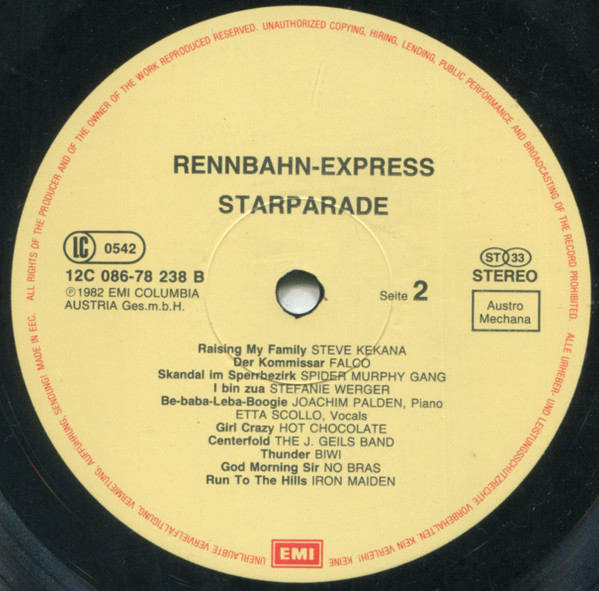 ALL RIGHTS OF THE PRODUCER AND OF THE OWNER OF THE WORK REPRODUCED RESERVED. UNAUTHORIZED COPYING, HIRING, LENDING, PUBLIC PERFORMANCE AND BROADCASTING OF THE RECORD PROHIBITED.
ALLE URHEBER- UND LEISTUNGSSCHUTZRECHTE VORBEHALTEN. KEIN VERLEIH! KEINE
UNERLAUBTE VERVIELFÄLTIGUNG, VERMIETUNG, AUFFÜHRUNG, SENDUNG! MADE IN EEC.
RENNBAHN-EXPRESS
STARPARADE
LC 0542
12C 086-78 238 B
℗1982 EMI COLUMBIA
AUSTRIA Ges.m.b.H.
Seite 2
ST 33
STEREO
Austro
Mechana
Raising My Family STEVE KEKANA
Der Kommissar FALCO
Skandal im Sperrbezirk SPIDER MURPHY GANG
I bin zua STEFANIE WERGER
Be-baba-Leba-Boogie JOACHIM PALDEN, Piano
ETTA SCOLLO, Vocals
Girl Crazy HOT CHOCOLATE
Centerfold THE J. GEILS BAND
Thunder BIWI
God Morning Sir NO BRAS
Run To The Hills IRON MAIDEN
EMI